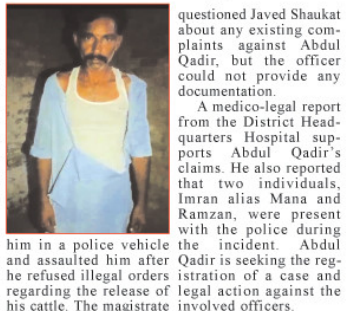 him in a police vehicle
and assaulted him after
he refused illegal orders
regarding the release of
his cattle. The magistrate
questioned Javed Shaukat
about any existing com-
plaints against Abdul
Qadir, but the officer
could not provide any
documentation.
A medico-legal report
from the District Head-
quarters Hospital sup-
ports Abdul Qadir's
claims. He also reported
that two individuals,
Imran alias Mana and
Ramzan, were present
with the police during
the incident. Abdul
Qadir is seeking the reg-
istration of a case and
legal action against the
involved officers.